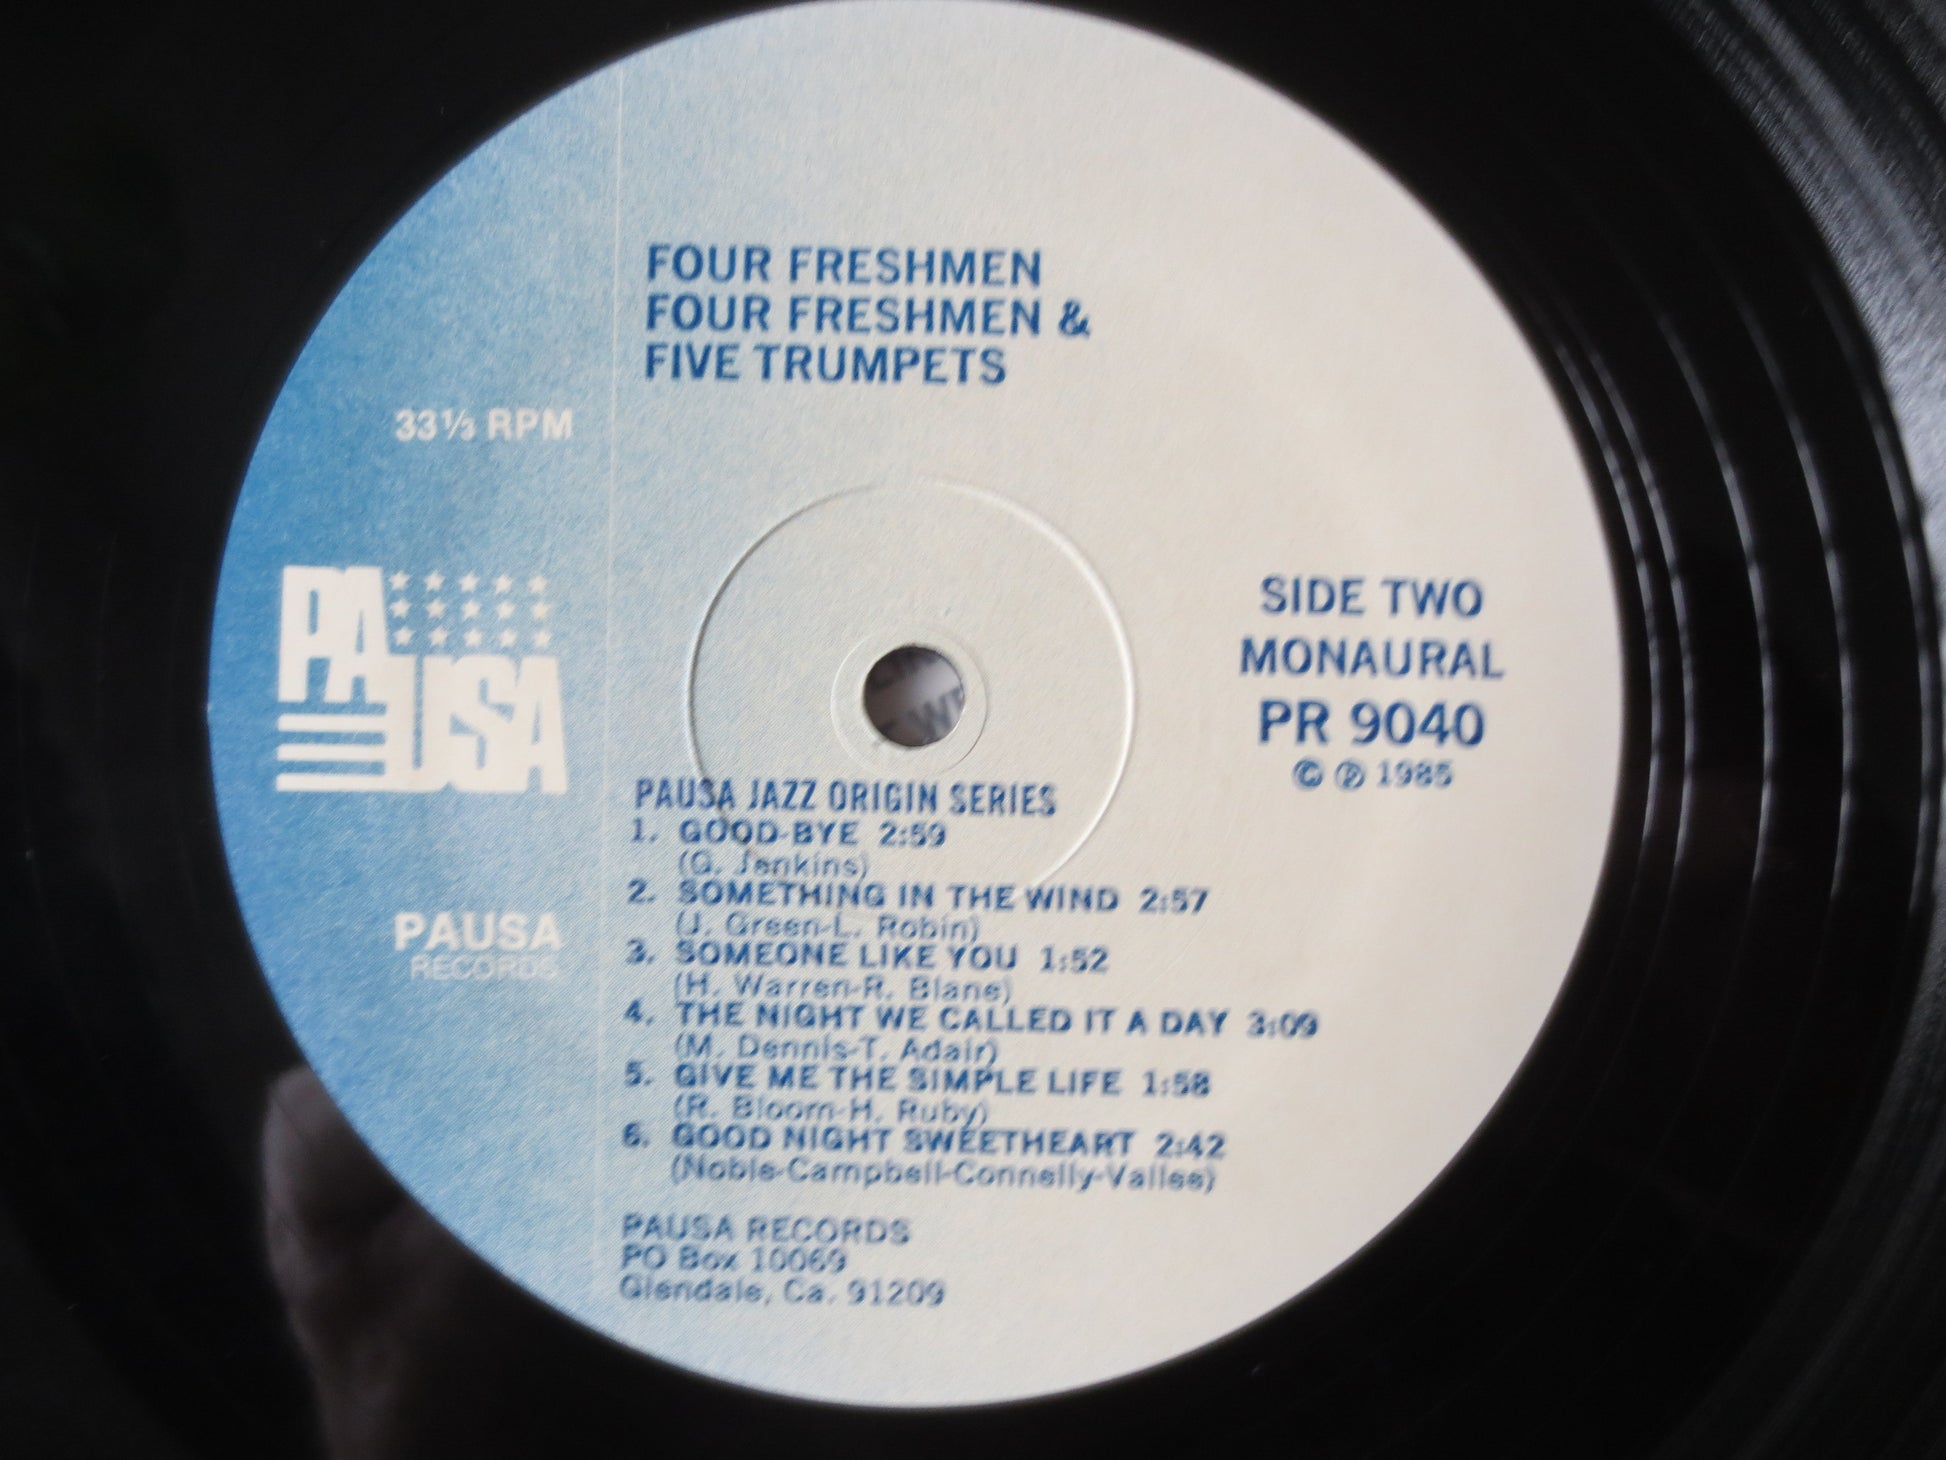 FOUR FRESHMEN
FOUR FRESHMEN &
FIVE TRUMPETS
33⅓ RPM
PAUSA
PAUSA
RECORDS
SIDE TWO
MONAURAL
PR 9040
© ℗ 1985
PAUSA JAZZ ORIGIN SERIES
1. GOOD-BYE 2:59
(G. Jenkins)
2. SOMETHING IN THE WIND 2:57
(J. Green-L. Robin)
3. SOMEONE LIKE YOU 1:52
(H. Warren-R. Blane)
4. THE NIGHT WE CALLED IT A DAY 3:09
(M. Dennis-T. Adair)
5. GIVE ME THE SIMPLE LIFE 1:58
(R. Bloom-H. Ruby)
6. GOOD NIGHT SWEETHEART 2:42
(Noble-Campbell-Connelly-Vallee)
PAUSA RECORDS
PO Box 10069
Glendale, Ca. 91209